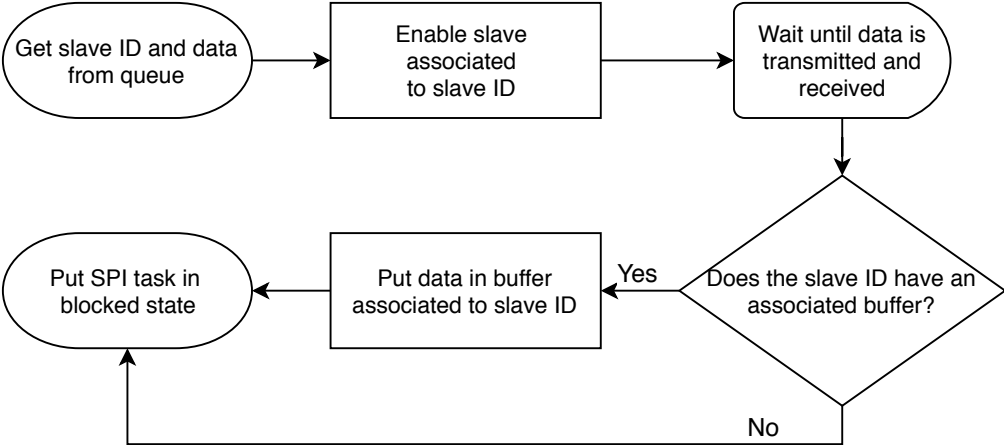 Get slave ID and data
from queue
Enable slave
associated
to slave ID
Wait until data is
transmitted and
received
Does the slave ID have an
associated buffer?
Yes
Put data in buffer
associated to slave ID
Put SPI task in
blocked state
No